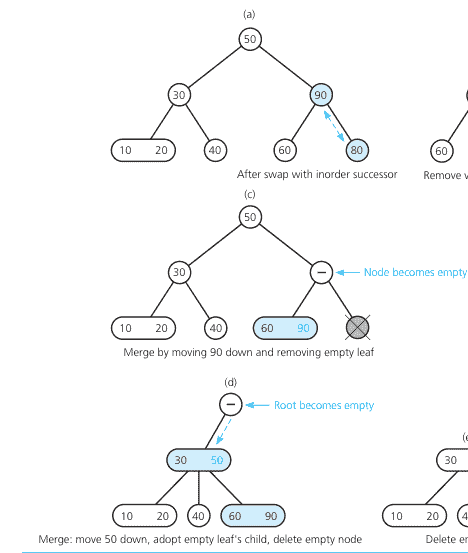 (a)
50
30
90
10 20
40
60
80
60
After swap with inorder successor
Remove v
(c)
50
30
–
Node becomes empty
10 20
40
60 90
Merge by moving 90 down and removing empty leaf
(d)
–
Root becomes empty
(e
30 50
30
10 20
40
60 90
10 20
4
Merge: move 50 down, adopt empty leaf's child, delete empty node
Delete e